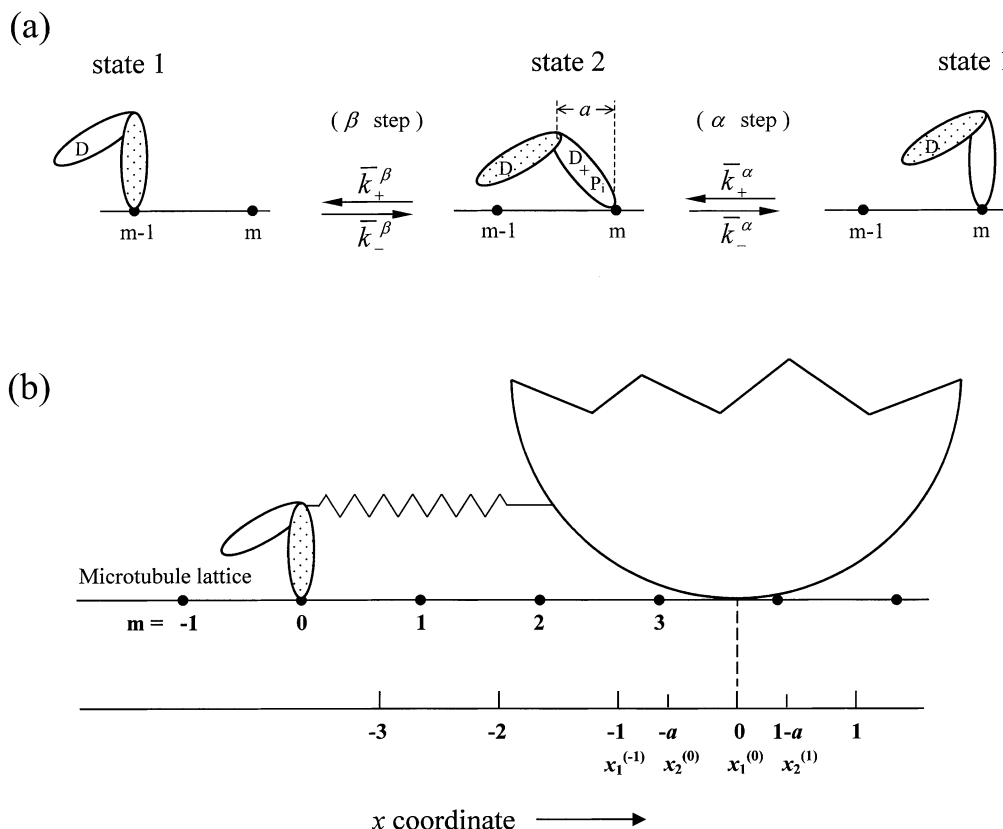 (a)
state 1
state 2
state 1
( β step )
a
( α step )
D
D
D + Pi
D
k̄₊^β
k̄₋^β
k̄₊^α
k̄₋^α
m-1
m
m-1
m
m-1
m
(b)
Microtubule lattice
m = -1 0 1 2 3
-3 -2 -1 -a 0 1-a 1
x₁⁽⁻¹⁾ x₂⁽⁰⁾ x₁⁽⁰⁾ x₂⁽¹⁾
x coordinate